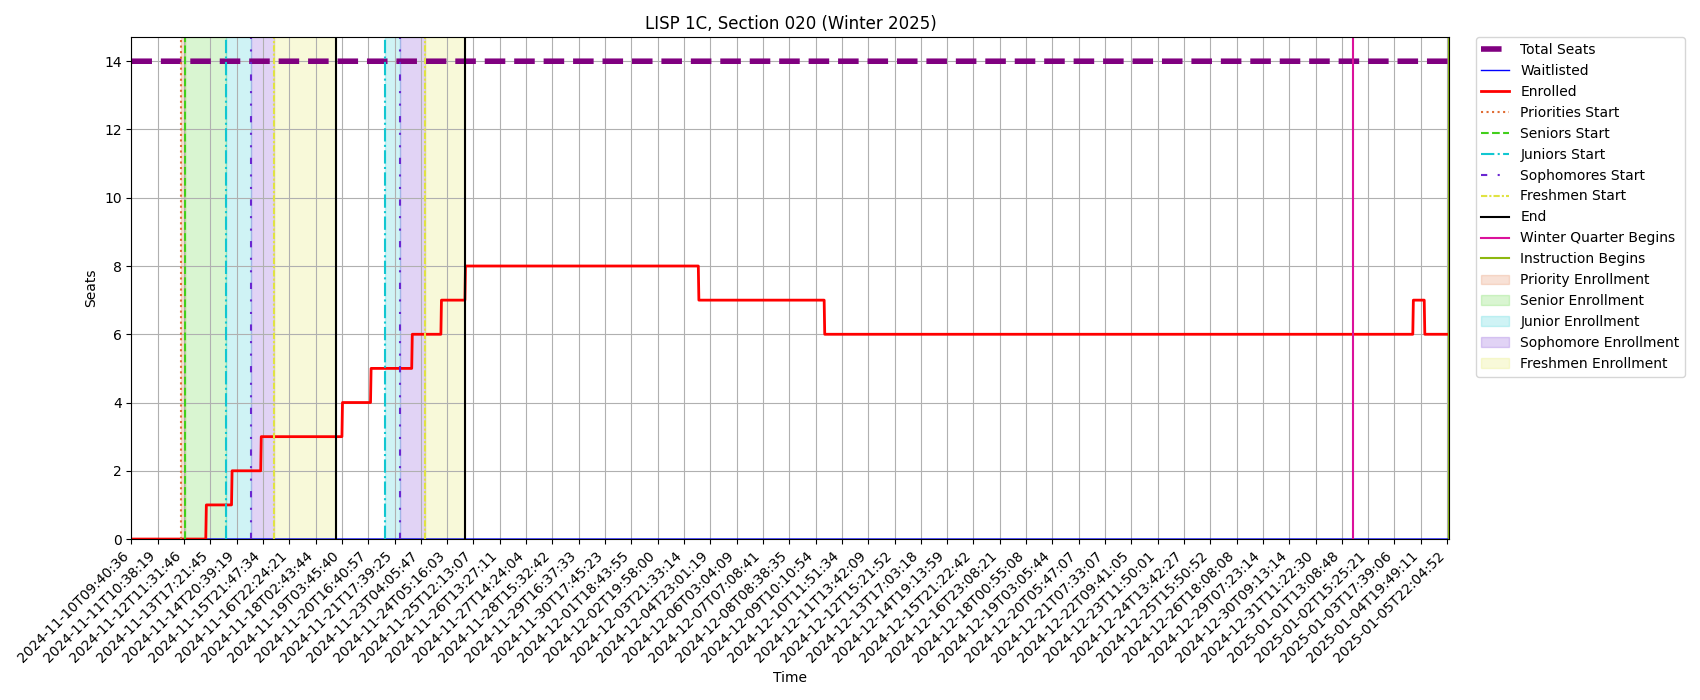 LISP 1C, Section 020 (Winter 2025)
Seats
14
12
10
8
6
4
2
0
2024-11-10T09:40:36
2024-11-11T10:38:19
2024-11-12T11:31:46
2024-11-13T17:21:45
2024-11-14T20:39:19
2024-11-15T21:47:34
2024-11-16T22:24:21
2024-11-18T02:43:44
2024-11-19T03:45:40
2024-11-20T16:40:57
2024-11-21T17:39:23
2024-11-23T04:05:47
2024-11-24T05:16:03
2024-11-25T12:13:07
2024-11-26T13:27:11
2024-11-27T14:24:04
2024-11-28T15:32:42
2024-11-29T16:37:33
2024-11-30T17:45:23
2024-12-01T18:43:55
2024-12-02T19:58:00
2024-12-03T21:33:14
2024-12-04T23:01:19
2024-12-06T03:04:09
2024-12-07T07:08:41
2024-12-08T08:38:35
2024-12-09T10:10:54
2024-12-10T11:51:34
2024-12-11T13:42:09
2024-12-12T15:21:52
2024-12-13T17:03:18
2024-12-14T19:13:59
2024-12-15T21:22:42
2024-12-16T23:08:21
2024-12-18T00:55:08
2024-12-19T03:05:44
2024-12-20T05:47:07
2024-12-21T07:33:07
2024-12-22T09:41:05
2024-12-23T11:50:01
2024-12-24T13:42:27
2024-12-25T15:50:52
2024-12-26T18:08:08
2024-12-29T07:23:14
2024-12-30T09:13:14
2024-12-31T11:22:30
2025-01-01T13:08:48
2025-01-02T15:25:21
2025-01-03T17:39:06
2025-01-04T19:49:11
2025-01-05T22:04:52
Time
Total Seats
Waitlisted
Enrolled
Priorities Start
Seniors Start
Juniors Start
Sophomores Start
Freshmen Start
End
Winter Quarter Begins
Instruction Begins
Priority Enrollment
Senior Enrollment
Junior Enrollment
Sophomore Enrollment
Freshmen Enrollment